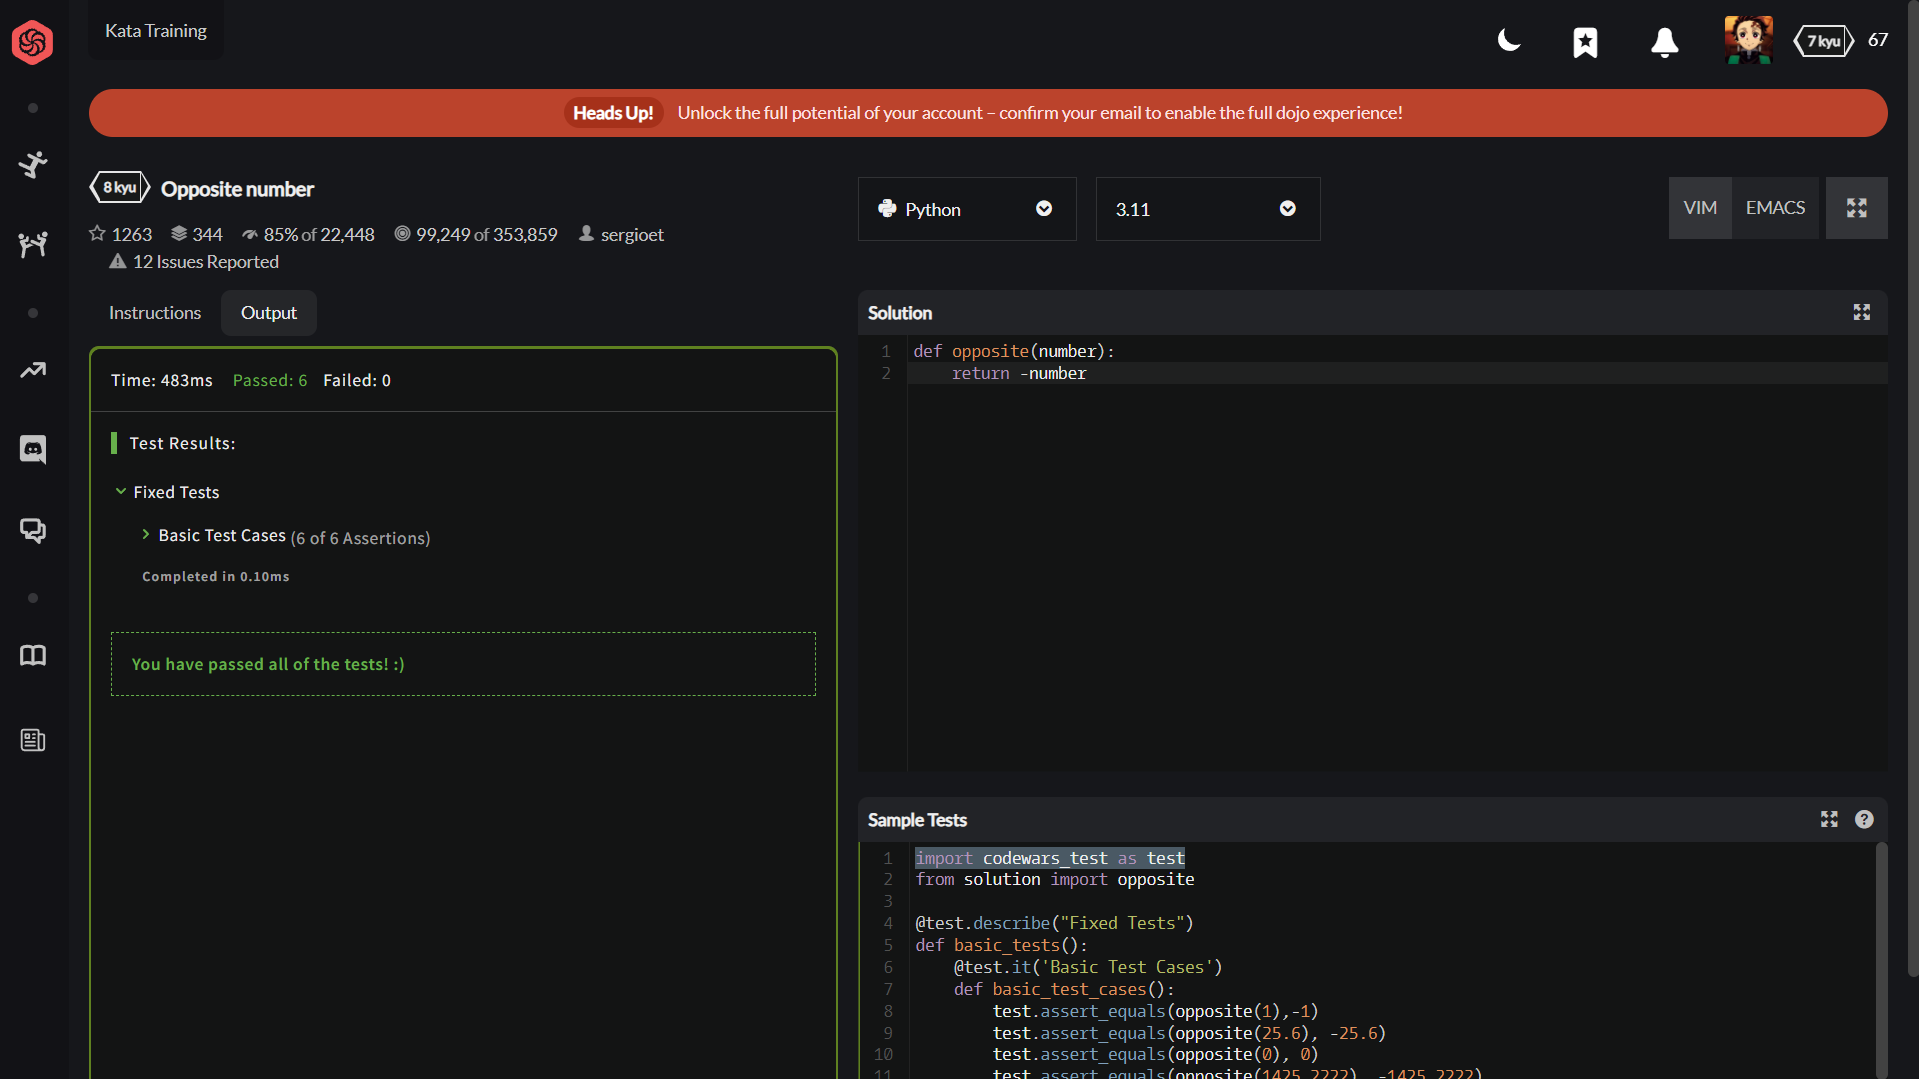 Kata Training
7 kyu 67
Heads Up! Unlock the full potential of your account – confirm your email to enable the full dojo experience!
8 kyu Opposite number
1263 344 85% of 22,448 99,249 of 353,859 sergioet
12 Issues Reported
Python
3.11
VIM EMACS
Instructions Output
Time: 483ms Passed: 6 Failed: 0
Test Results:
Fixed Tests
Basic Test Cases (6 of 6 Assertions)
Completed in 0.10ms
You have passed all of the tests! :)
Solution
1 def opposite(number):
2     return -number
Sample Tests
1 import codewars_test as test
2 from solution import opposite
3
4 @test.describe("Fixed Tests")
5 def basic_tests():
6     @test.it('Basic Test Cases')
7     def basic_test_cases():
8         test.assert_equals(opposite(1),-1)
9         test.assert_equals(opposite(25.6), -25.6)
10         test.assert_equals(opposite(0), 0)
11         test.assert_equals(opposite(1425.2222), -1425.2222)